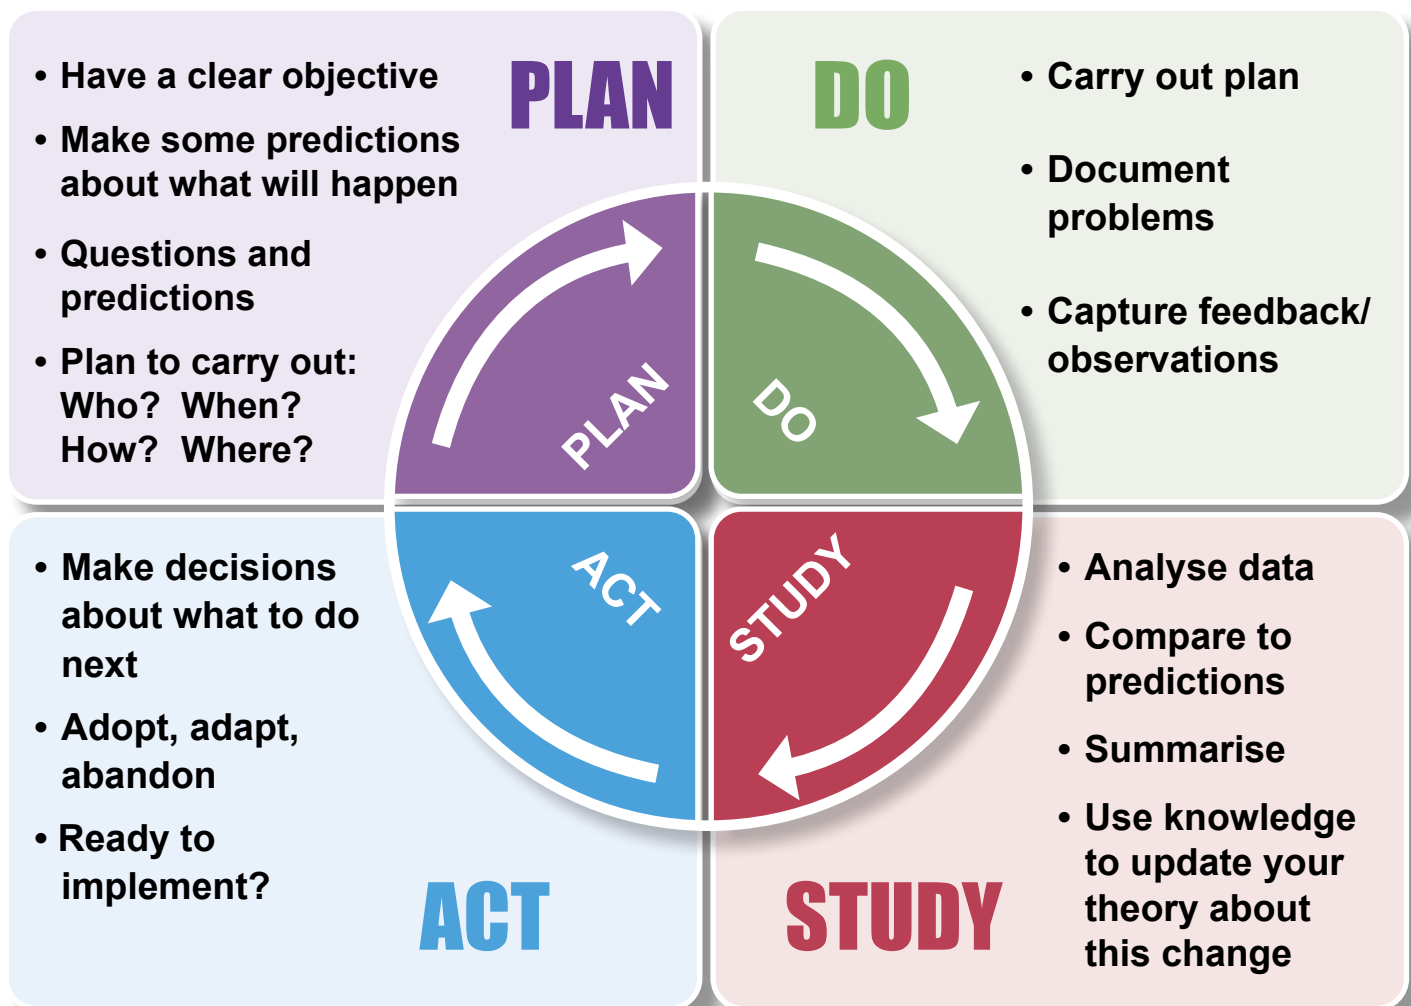 PLAN
• Have a clear objective
• Make some predictions
about what will happen
• Questions and
predictions
• Plan to carry out:
Who? When?
How? Where?
DO
• Carry out plan
• Document
problems
• Capture feedback/
observations
PLAN
DO
ACT
STUDY
• Make decisions
about what to do
next
• Adopt, adapt,
abandon
• Ready to
implement?
ACT
• Analyse data
• Compare to
predictions
• Summarise
• Use knowledge
to update your
theory about
this change
STUDY